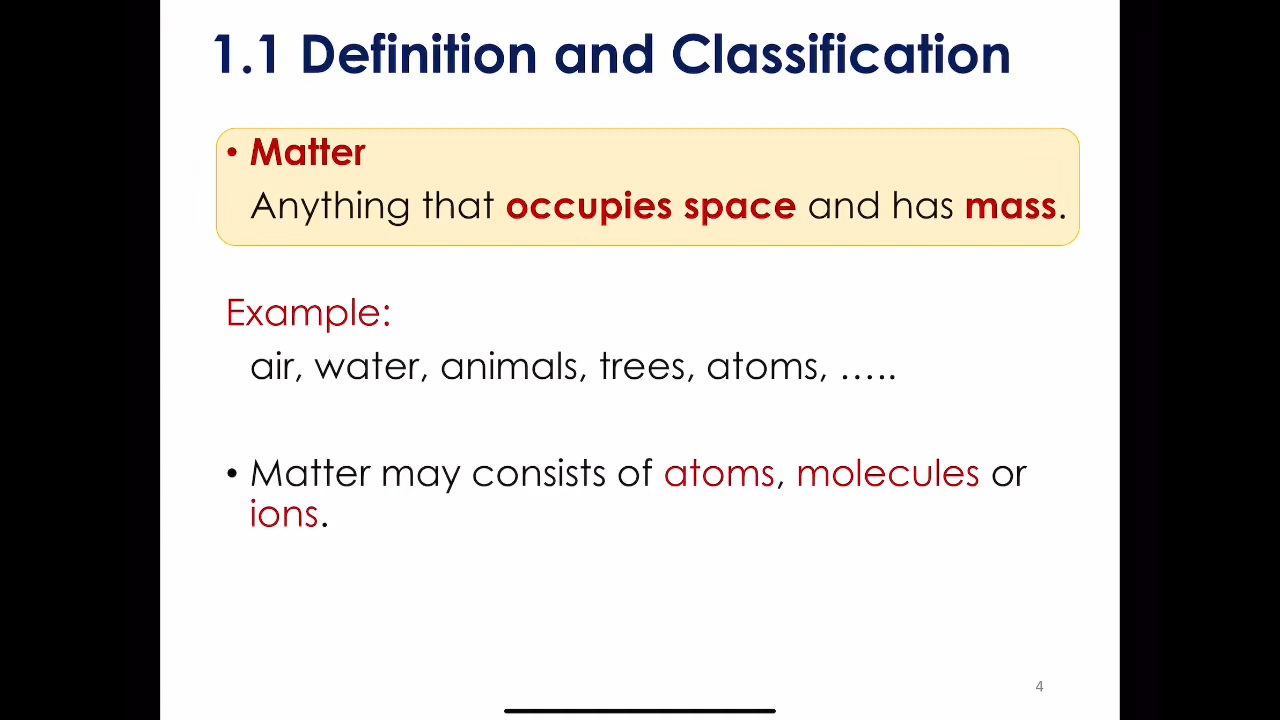 1.1 Definition and Classification
• Matter
Anything that occupies space and has mass.
Example:
air, water, animals, trees, atoms, …..
• Matter may consists of atoms, molecules or
ions.
4